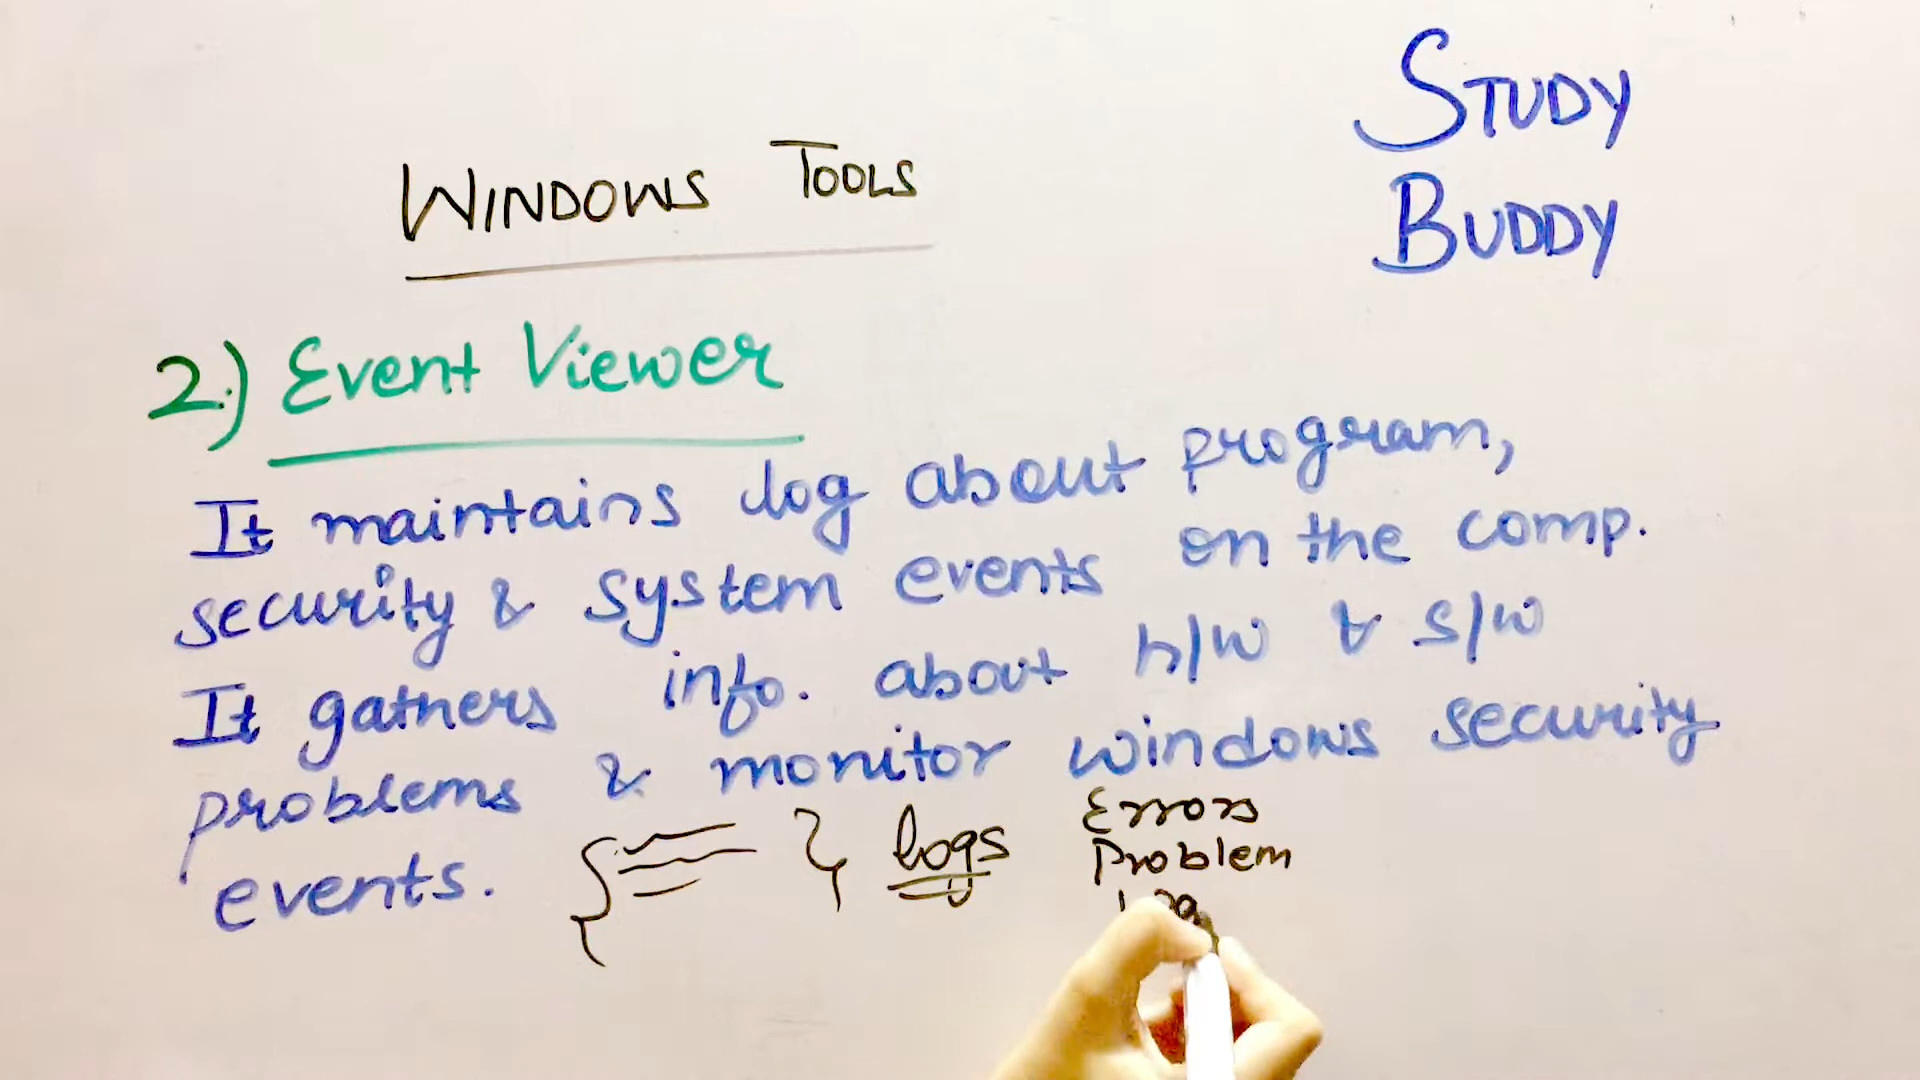 WINDOWS TOOLS
STUDY
BUDDY
2.) Event Viewer
It maintains log about program,
security & system events on the comp.
It gathers info. about h/w & s/w
problems & monitor windows security
events.
logs
Errors
Problem